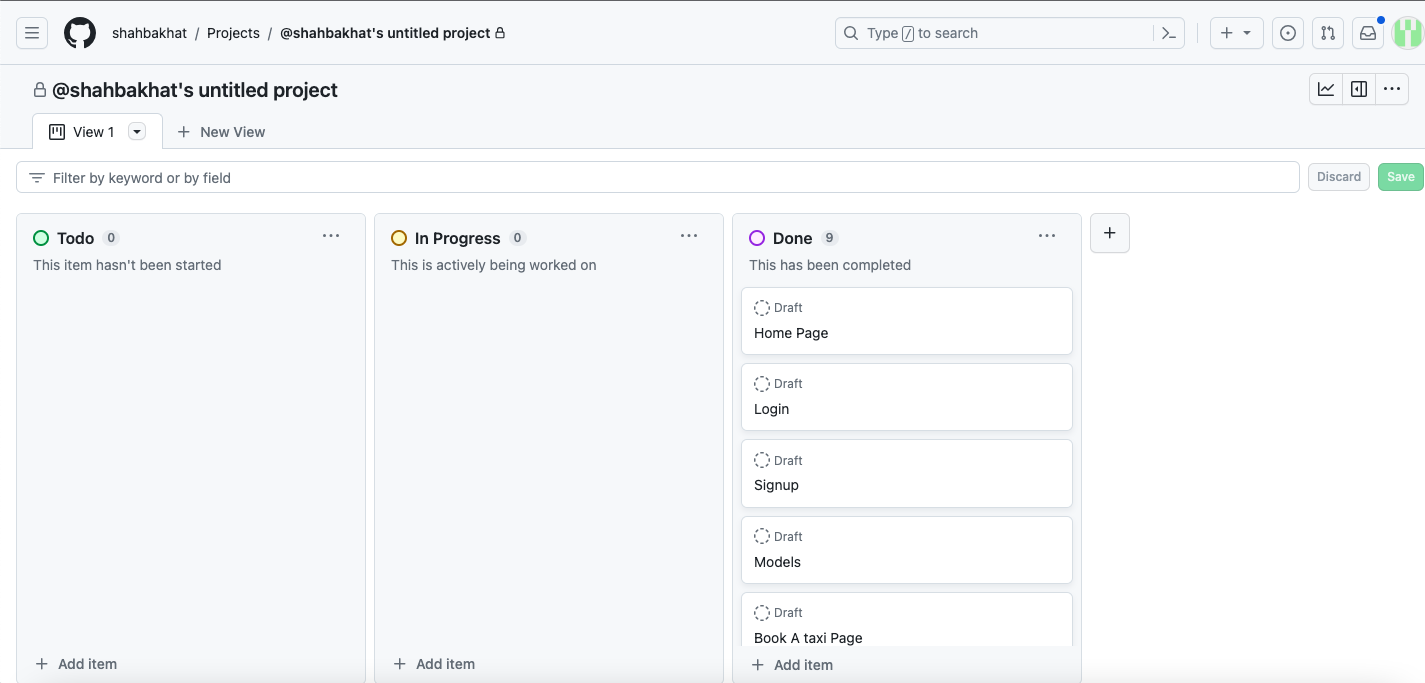 shahbakhat / Projects / @shahbakhat's untitled project
Type / to search
@shahbakhat's untitled project
View 1
New View
Filter by keyword or by field
Discard
Save
Todo 0
This item hasn't been started
Add item
In Progress 0
This is actively being worked on
Add item
Done 9
This has been completed
Draft
Home Page
Draft
Login
Draft
Signup
Draft
Models
Draft
Book A taxi Page
Add item